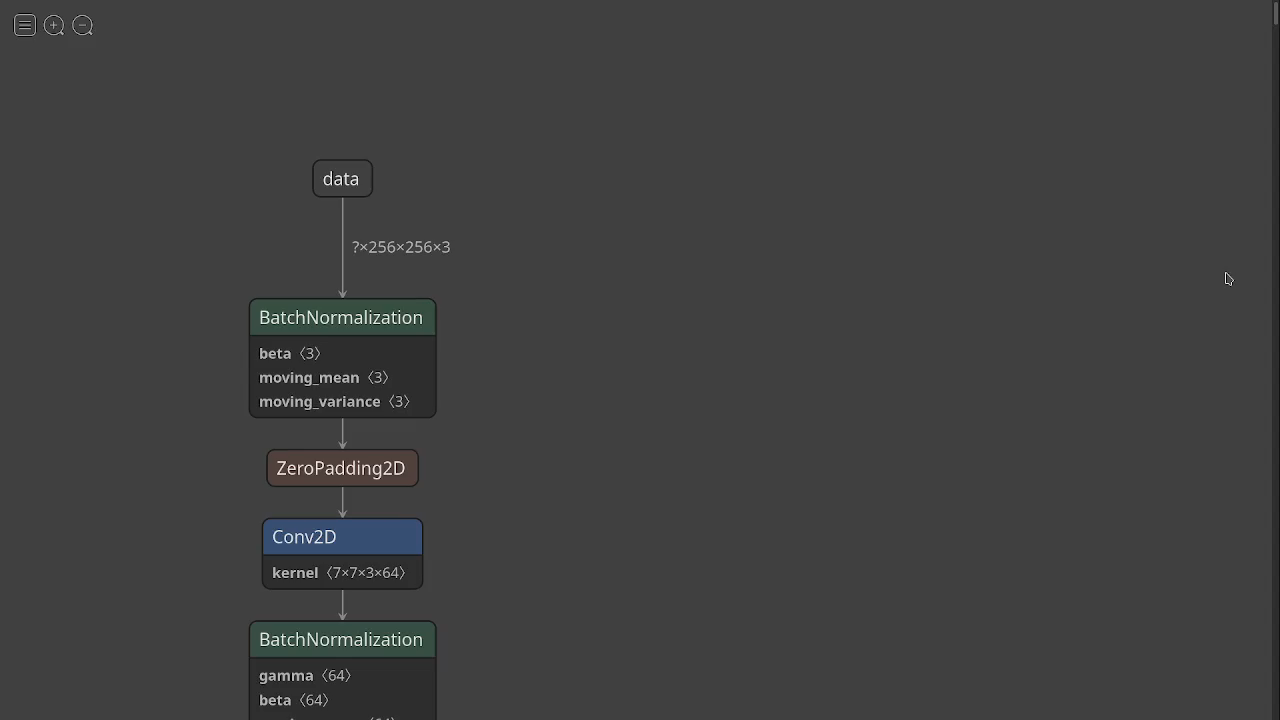 data
?×256×256×3
BatchNormalization
beta 〈3〉
moving_mean 〈3〉
moving_variance 〈3〉
ZeroPadding2D
Conv2D
kernel 〈7×7×3×64〉
BatchNormalization
gamma 〈64〉
beta 〈64〉